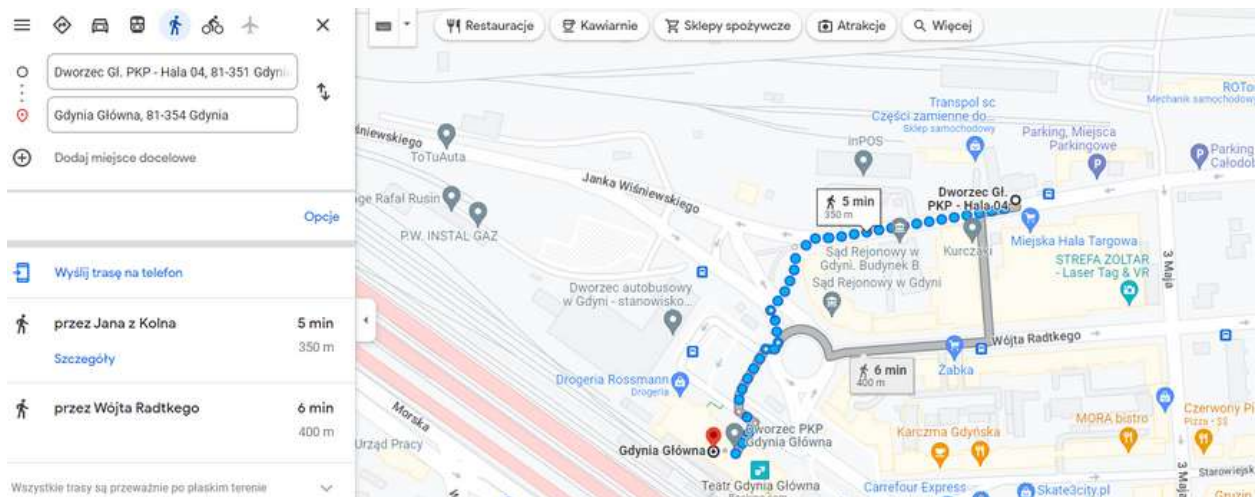 Dworzec Gł. PKP - Hala 04, 81-351 Gdyni
Gdynia Główna, 81-354 Gdynia
Dodaj miejsce docelowe
Opcje
Wyślij trasę na telefon
przez Jana z Kolna 5 min
350 m
Szczegóły
przez Wójta Radtkego 6 min
400 m
Wszystkie trasy są przeważnie po płaskim terenie
Restauracje
Kawiarnie
Sklepy spożywcze
Atrakcje
Więcej
śniewskiego
ToTuAuta
ge Rafał Rusin
P.W. INSTAL GAZ
Janka Wiśniewskiego
InPOS
Transpol sc
Części zamienne do...
Sklep samochodowy
Parking, Miejsca
Parkingowe
ROTo
Mechanik samochodowy
Parking
Całodob
5 min
350 m
Dworzec Gł.
PKP - Hala 04
Sąd Rejonowy w
Gdyni. Budynek B
Kurczaki
Miejska Hala Targowa
STREFA ZOLTAR
- Laser Tag & VR
3 Maja
Sąd Rejonowy w Gdyni
Dworzec autobusowy
w Gdyni - stanowisko...
Wójta Radtkego
Żabka
6 min
400 m
Drogeria Rossmann
Drogeria
Morska
Urząd Pracy
Gdynia Główna
Dworzec PKP
Gdynia Główna
Teatr Gdynia Główna
Karczma Gdyńska
MORA bistro
Czerwony Pi
Pizza • $$
3 Maja
Starowiejsk
Carrefour Express
Skate3city.pl